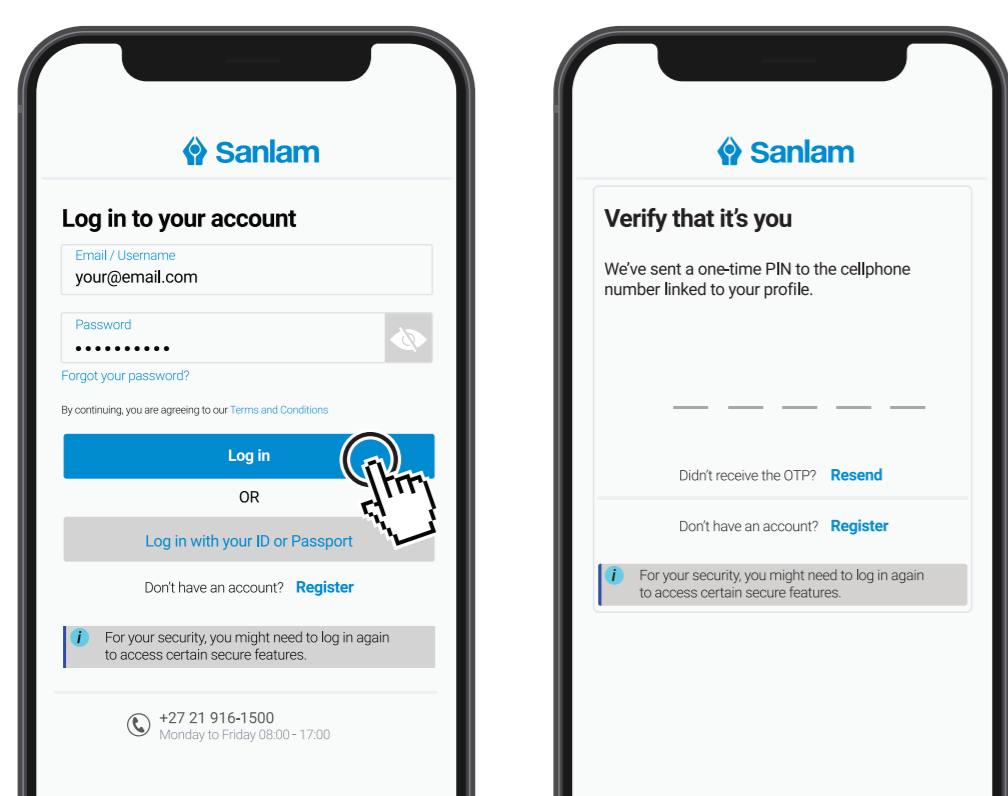 Sanlam
Log in to your account
Email / Username
your@email.com
Password
Forgot your password?
By continuing, you are agreeing to our Terms and Conditions
Log in
OR
Log in with your ID or Passport
Don't have an account? Register
i For your security, you might need to log in again
to access certain secure features.
+27 21 916-1500
Monday to Friday 08:00 - 17:00
Sanlam
Verify that it's you
We've sent a one-time PIN to the cellphone
number linked to your profile.
Didn't receive the OTP? Resend
Don't have an account? Register
i For your security, you might need to log in again
to access certain secure features.